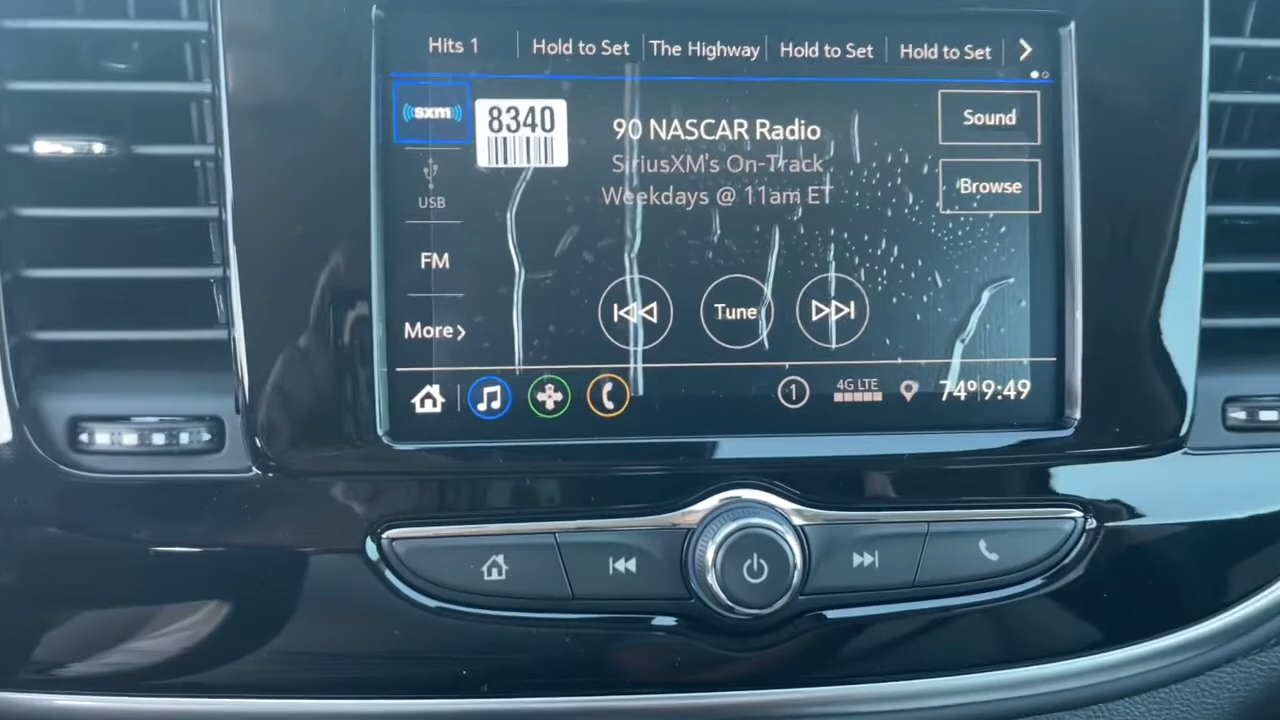 Hits 1
Hold to Set
The Highway
Hold to Set
Hold to Set
sxm
8340
90 NASCAR Radio
SiriusXM's On-Track
Weekdays @ 11am ET
Sound
Browse
USB
FM
More
Tune
1
4G LTE
74° 9:49